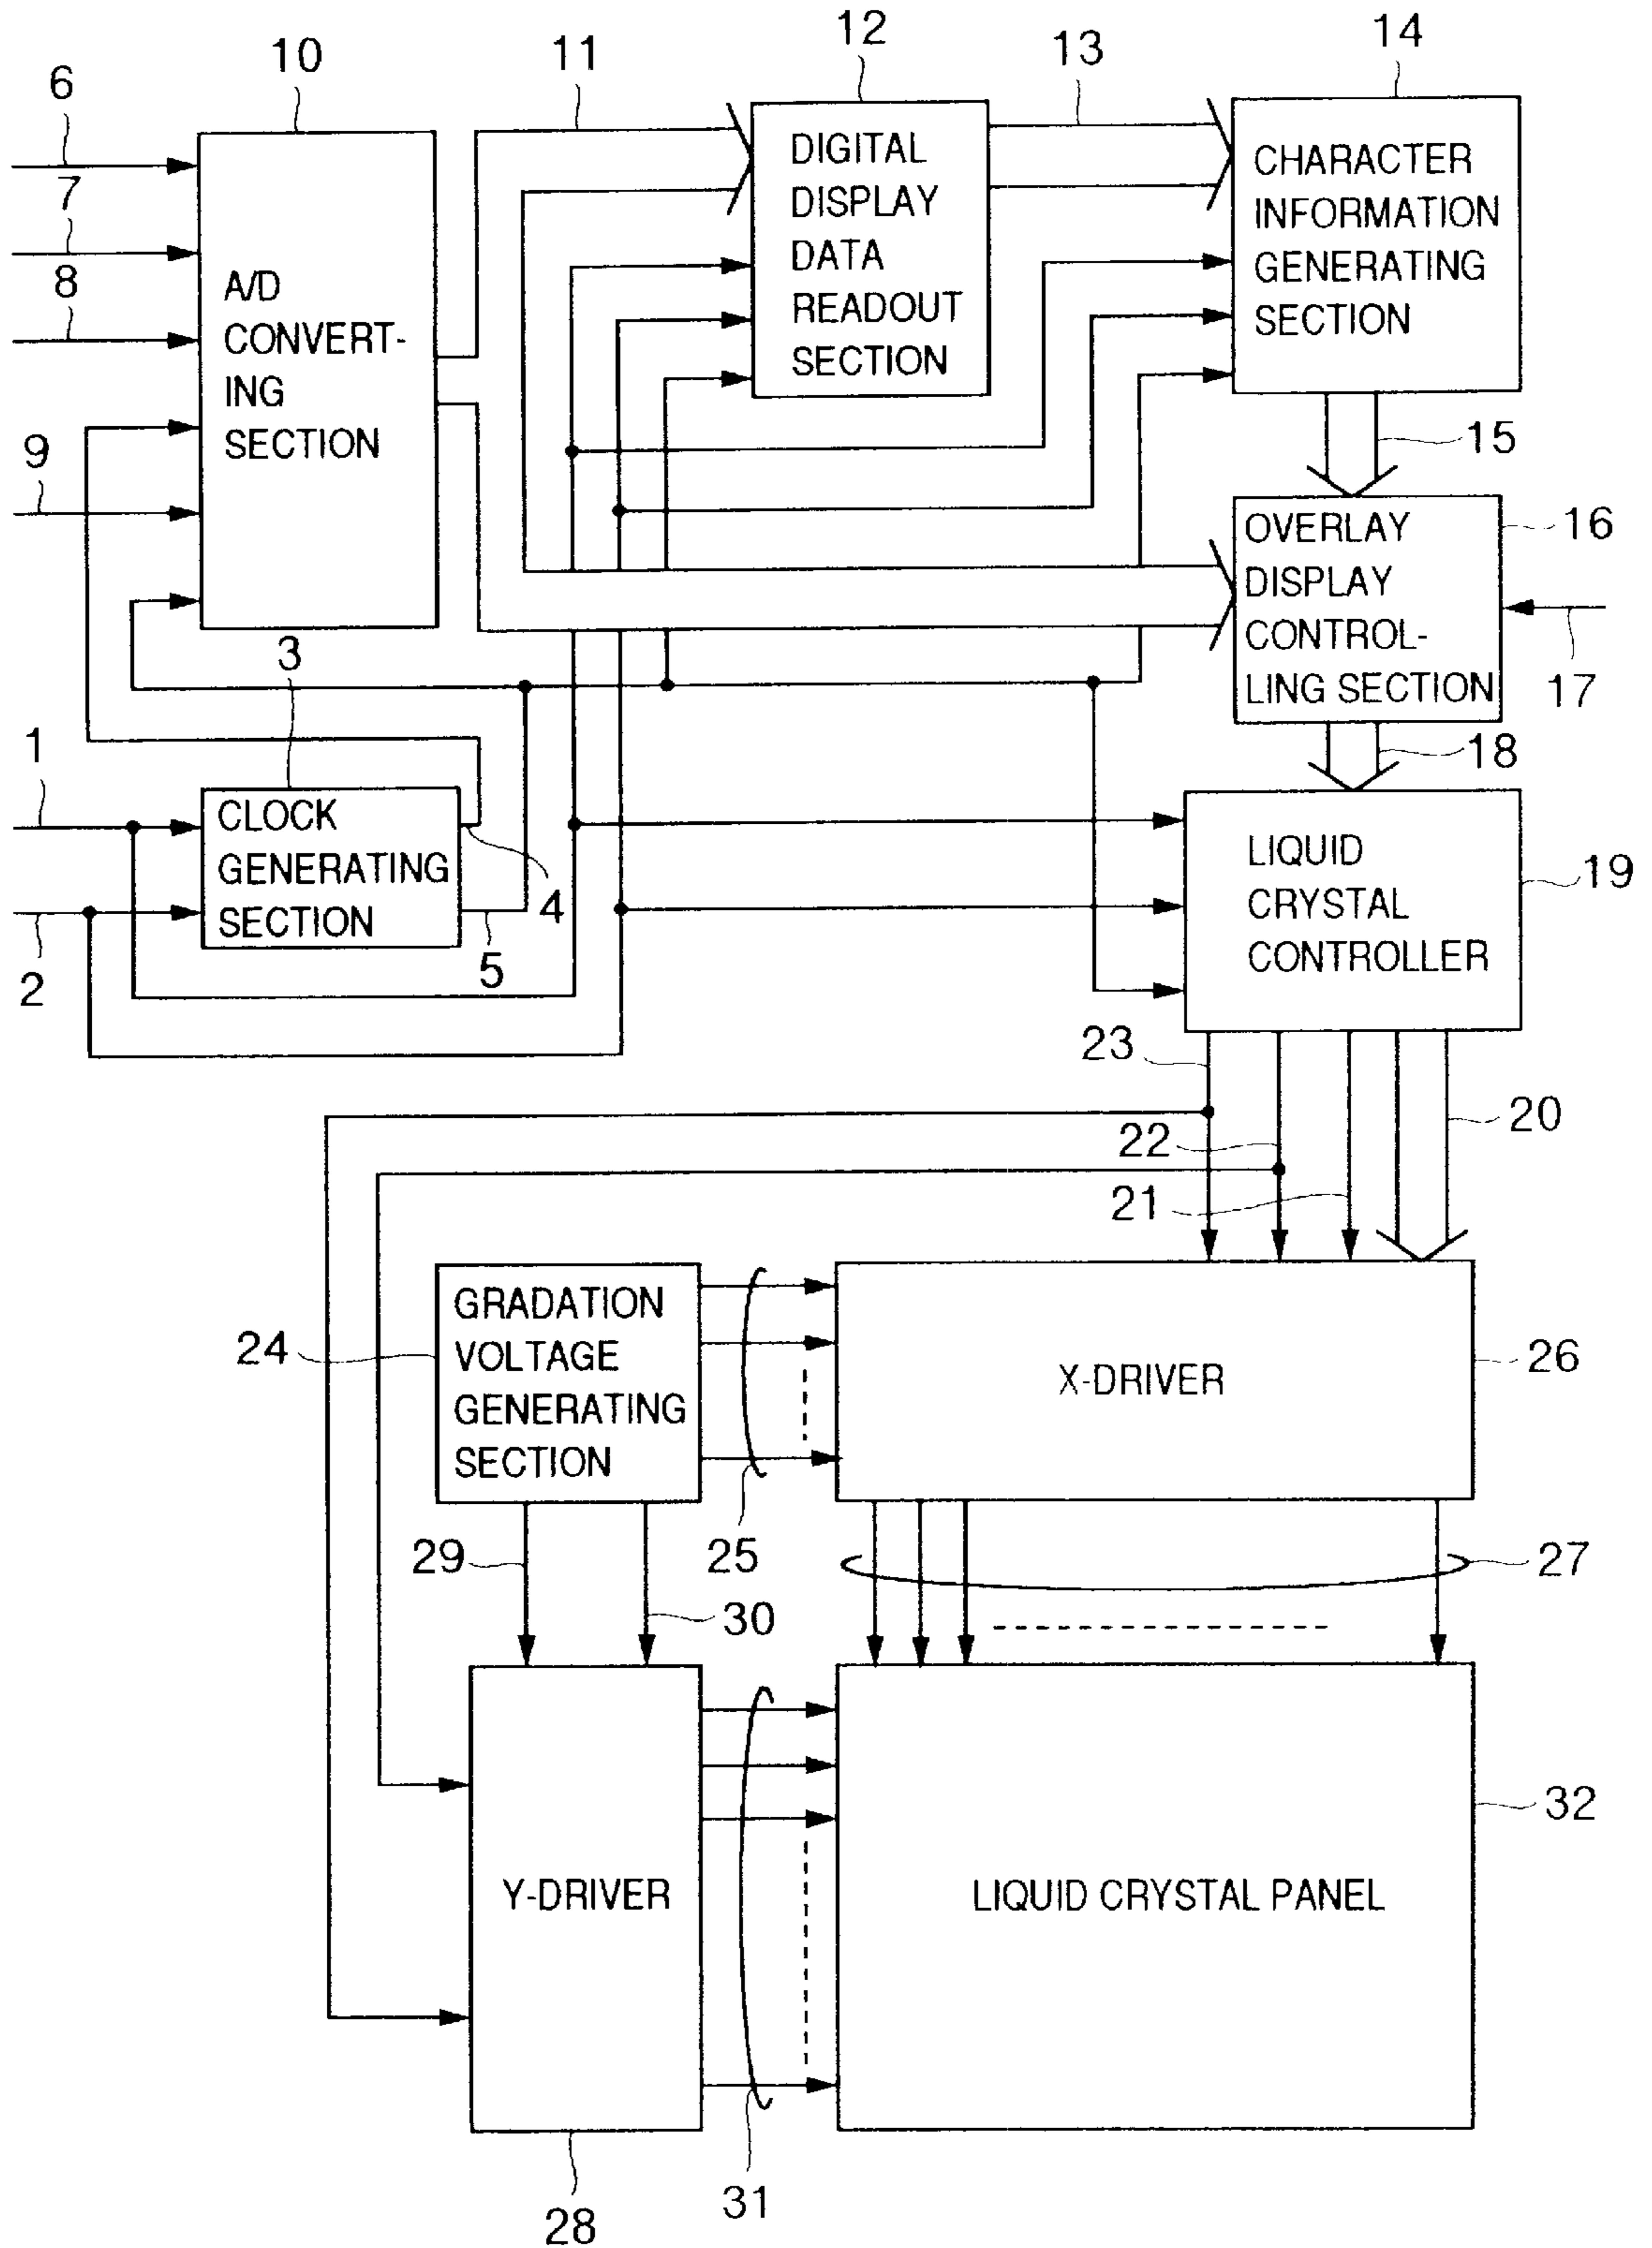 12
14
10
11
13
6
7
8
9
A/D
CONVERT-
ING
SECTION
DIGITAL
DISPLAY
DATA
READOUT
SECTION
CHARACTER
INFORMATION
GENERATING
SECTION
15
OVERLAY
DISPLAY
CONTROL-
LING SECTION
16
17
3
1
2
CLOCK
GENERATING
SECTION
4
5
18
LIQUID
CRYSTAL
CONTROLLER
19
23
22
21
20
24
GRADATION
VOLTAGE
GENERATING
SECTION
25
X-DRIVER
26
29
30
27
Y-DRIVER
LIQUID CRYSTAL PANEL
32
31
28